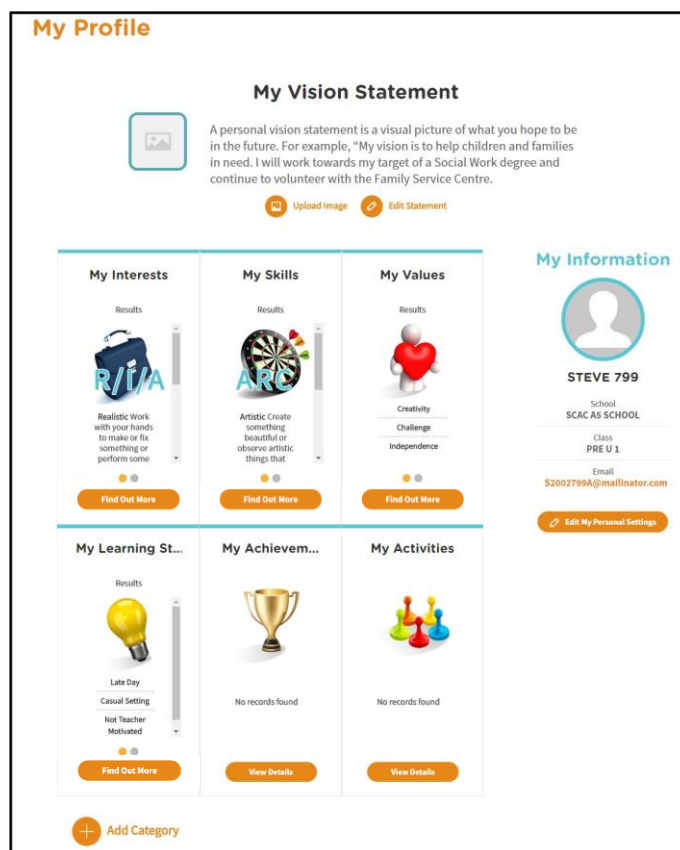 My Profile
My Vision Statement
A personal vision statement is a visual picture of what you hope to be
in the future. For example, “My vision is to help children and families
in need. I will work towards my target of a Social Work degree and
continue to volunteer with the Family Service Centre.
Upload Image
Edit Statement
My Interests
Results
R/I/A
Realistic Work
with your hands
to make or fix
something or
perform some
Find Out More
My Skills
Results
ARC
Artistic Create
something
beautiful or
observe artistic
things that
Find Out More
My Values
Results
Creativity
Challenge
Independence
Find Out More
My Information
STEVE 799
School
SCAC A5 SCHOOL
Class
PRE U 1
Email
S2002799A@mailinator.com
Edit My Personal Settings
My Learning St...
Results
Late Day
Casual Setting
Not Teacher
Motivated
Find Out More
My Achievem...
No records found
View Details
My Activities
No records found
View Details
Add Category